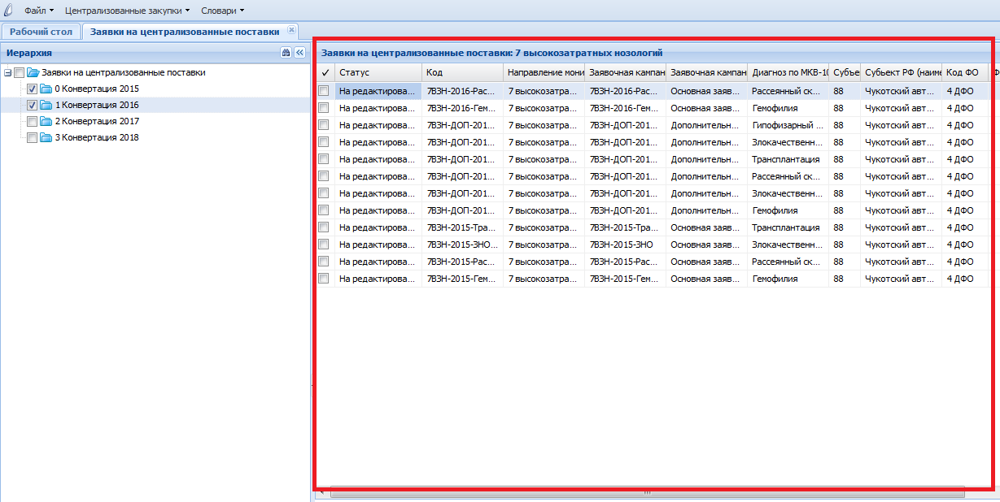 Файл Централизованные закупки Словари
Рабочий стол Заявки на централизованные поставки
Иерархия
Заявки на централизованные поставки
0 Конвертация 2015
1 Конвертация 2016
2 Конвертация 2017
3 Конвертация 2018
Заявки на централизованные поставки: 7 высокозатратных нозологий
Статус Код Направление мони Заявочная кампан Заявочная кампан Диагноз по МКВ-10 Субъе Субъект РФ (наиме Код ФО
На редактирова... 7ВЗН-2016-Рас... 7 высокозатра... 7ВЗН-2016-Рас... Основная заяв... Рассеянный ск... 88 Чукотский авт... 4 ДФО
На редактирова... 7ВЗН-2016-Гем... 7 высокозатра... 7ВЗН-2016-Гем... Основная заяв... Гемофилия 88 Чукотский авт... 4 ДФО
На редактирова... 7ВЗН-ДОП-201... 7 высокозатра... 7ВЗН-ДОП-201... Дополнительн... Гипофизарный ... 88 Чукотский авт... 4 ДФО
На редактирова... 7ВЗН-ДОП-201... 7 высокозатра... 7ВЗН-ДОП-201... Дополнительн... Злокачественн... 88 Чукотский авт... 4 ДФО
На редактирова... 7ВЗН-ДОП-201... 7 высокозатра... 7ВЗН-ДОП-201... Дополнительн... Трансплантация 88 Чукотский авт... 4 ДФО
На редактирова... 7ВЗН-ДОП-201... 7 высокозатра... 7ВЗН-ДОП-201... Дополнительн... Рассеянный ск... 88 Чукотский авт... 4 ДФО
На редактирова... 7ВЗН-ДОП-201... 7 высокозатра... 7ВЗН-ДОП-201... Дополнительн... Злокачественн... 88 Чукотский авт... 4 ДФО
На редактирова... 7ВЗН-ДОП-201... 7 высокозатра... 7ВЗН-ДОП-201... Дополнительн... Гемофилия 88 Чукотский авт... 4 ДФО
На редактирова... 7ВЗН-2015-Тра... 7 высокозатра... 7ВЗН-2015-Тра... Основная заяв... Трансплантация 88 Чукотский авт... 4 ДФО
На редактирова... 7ВЗН-2015-ЗНО... 7 высокозатра... 7ВЗН-2015-ЗНО Основная заяв... Злокачественн... 88 Чукотский авт... 4 ДФО
На редактирова... 7ВЗН-2015-Рас... 7 высокозатра... 7ВЗН-2015-Рас... Основная заяв... Рассеянный ск... 88 Чукотский авт... 4 ДФО
На редактирова... 7ВЗН-2015-Гем... 7 высокозатра... 7ВЗН-2015-Гем... Основная заяв... Гемофилия 88 Чукотский авт... 4 ДФО